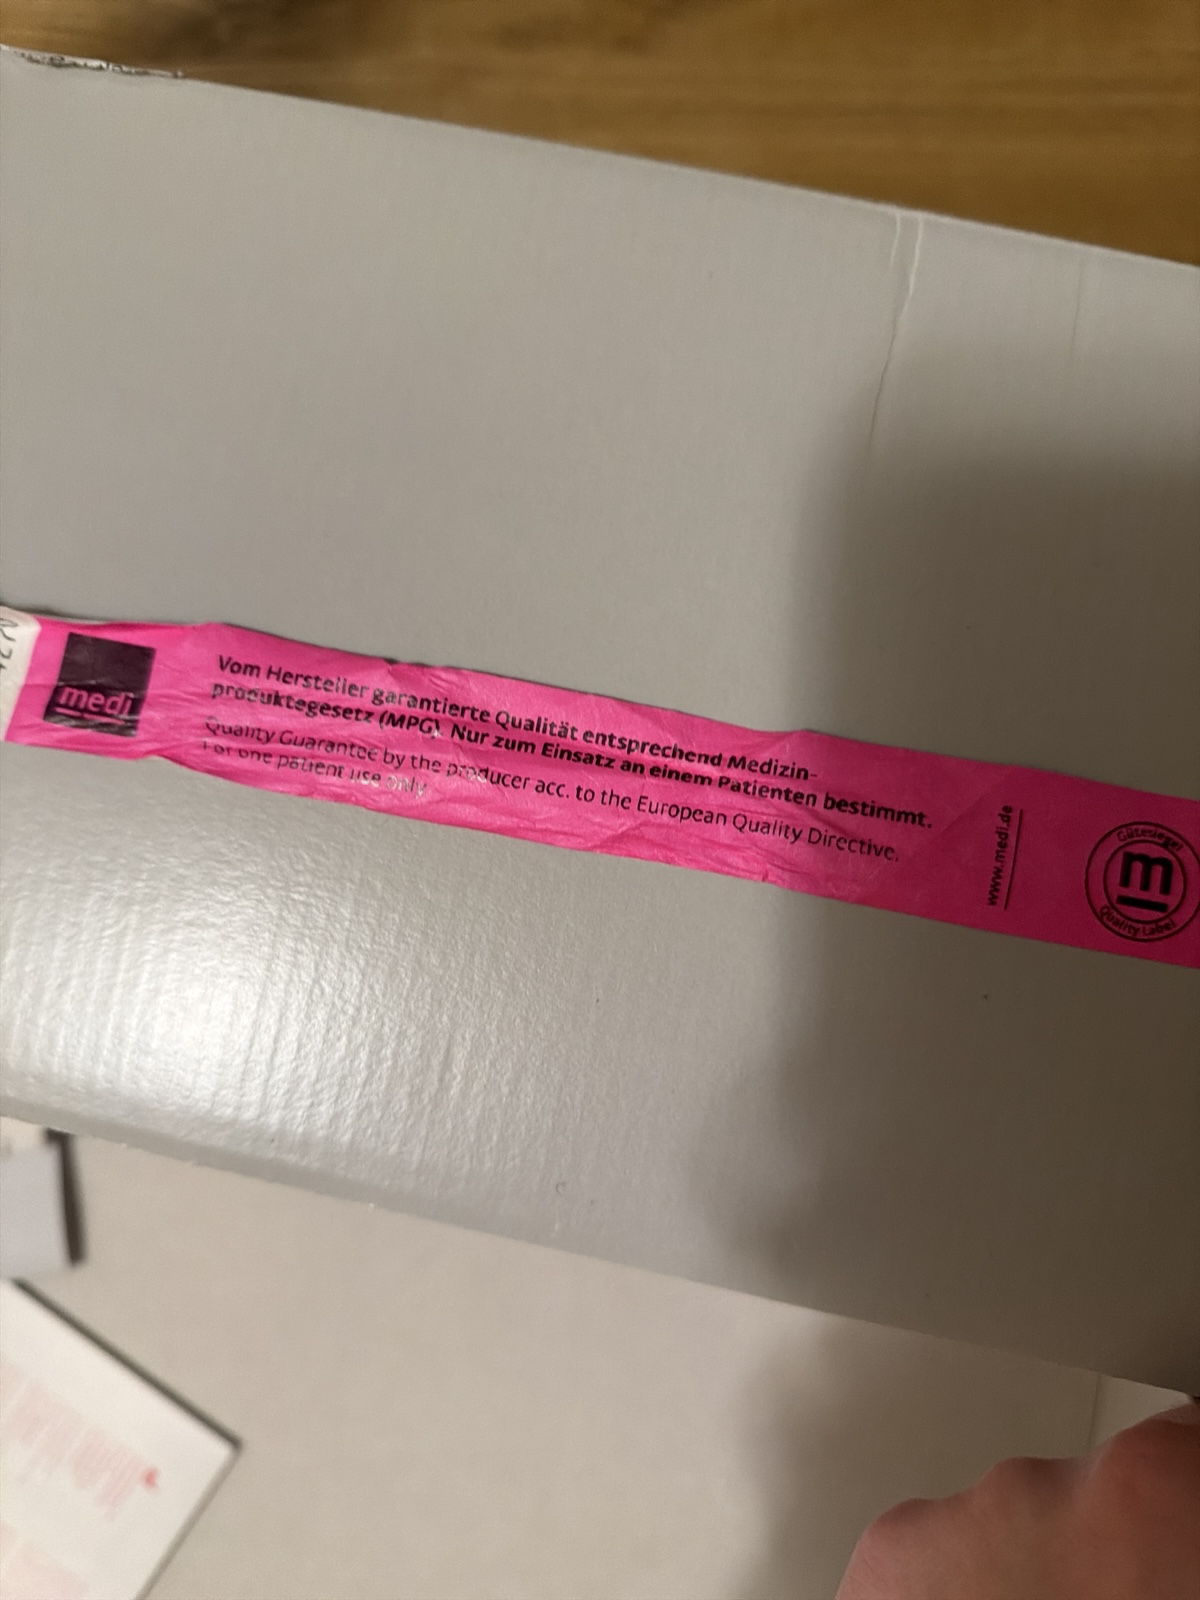 medi
Vom Hersteller garantierte Qualität entsprechend Medizin-
produktegesetz (MPG). Nur zum Einsatz an einem Patienten bestimmt.
Quality Guarantee by the producer acc. to the European Quality Directive.
For one patient use only
www.medi.de
Gütesiegel
m
Quality Label